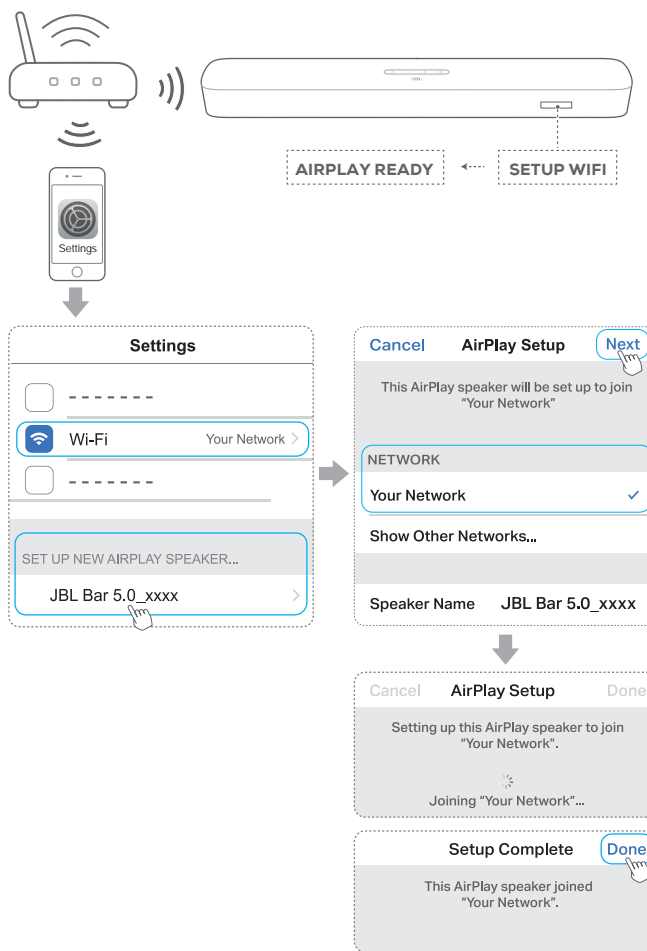 JBL
AIRPLAY READY
SETUP WIFI
Settings
Settings
Wi-Fi Your Network
SET UP NEW AIRPLAY SPEAKER...
JBL Bar 5.0_xxxx
Cancel AirPlay Setup Next
This AirPlay speaker will be set up to join
"Your Network"
NETWORK
Your Network
Show Other Networks...
Speaker Name JBL Bar 5.0_xxxx
Cancel AirPlay Setup Done
Setting up this AirPlay speaker to join
"Your Network".
Joining "Your Network"...
Setup Complete Done
This AirPlay speaker joined
"Your Network".